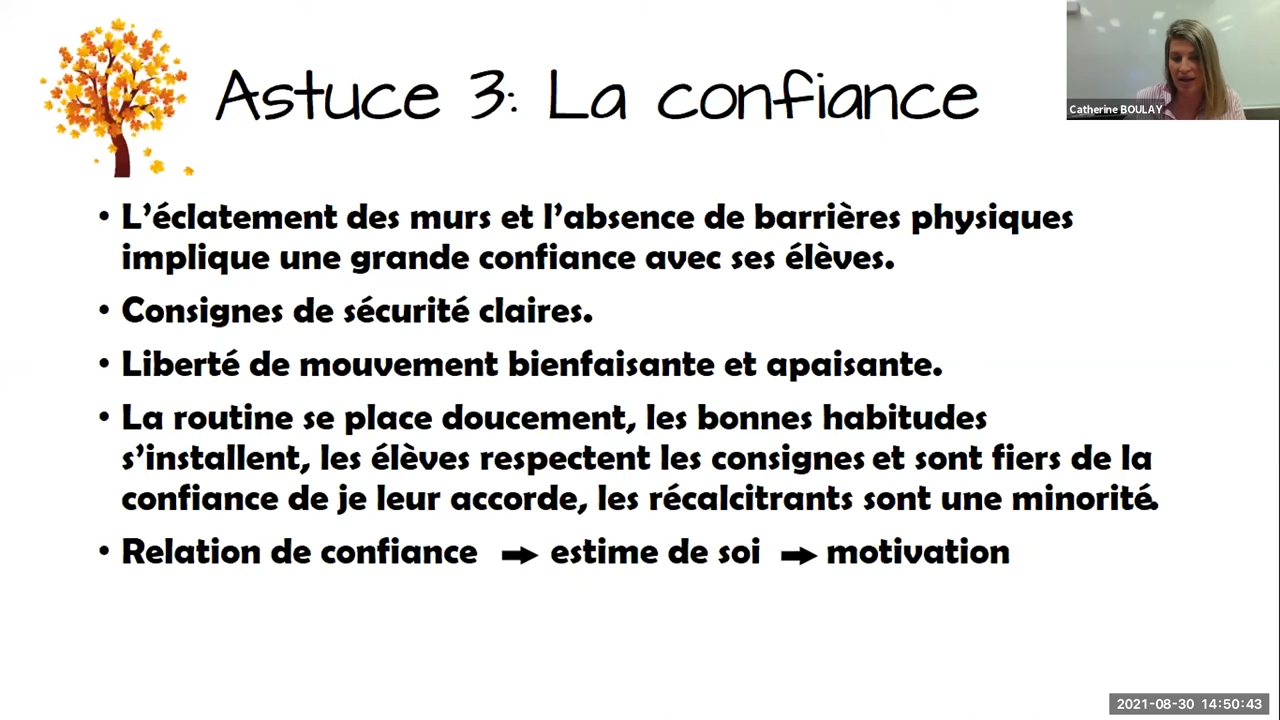 Astuce 3: La confiance
Catherine BOULAY
• L’éclatement des murs et l’absence de barrières physiques
implique une grande confiance avec ses élèves.
• Consignes de sécurité claires.
• Liberté de mouvement bienfaisante et apaisante.
• La routine se place doucement, les bonnes habitudes
s’installent, les élèves respectent les consignes et sont fiers de la
confiance de je leur accorde, les récalcitrants sont une minorité.
• Relation de confiance ➡ estime de soi ➡ motivation
2021-08-30 14:50:43